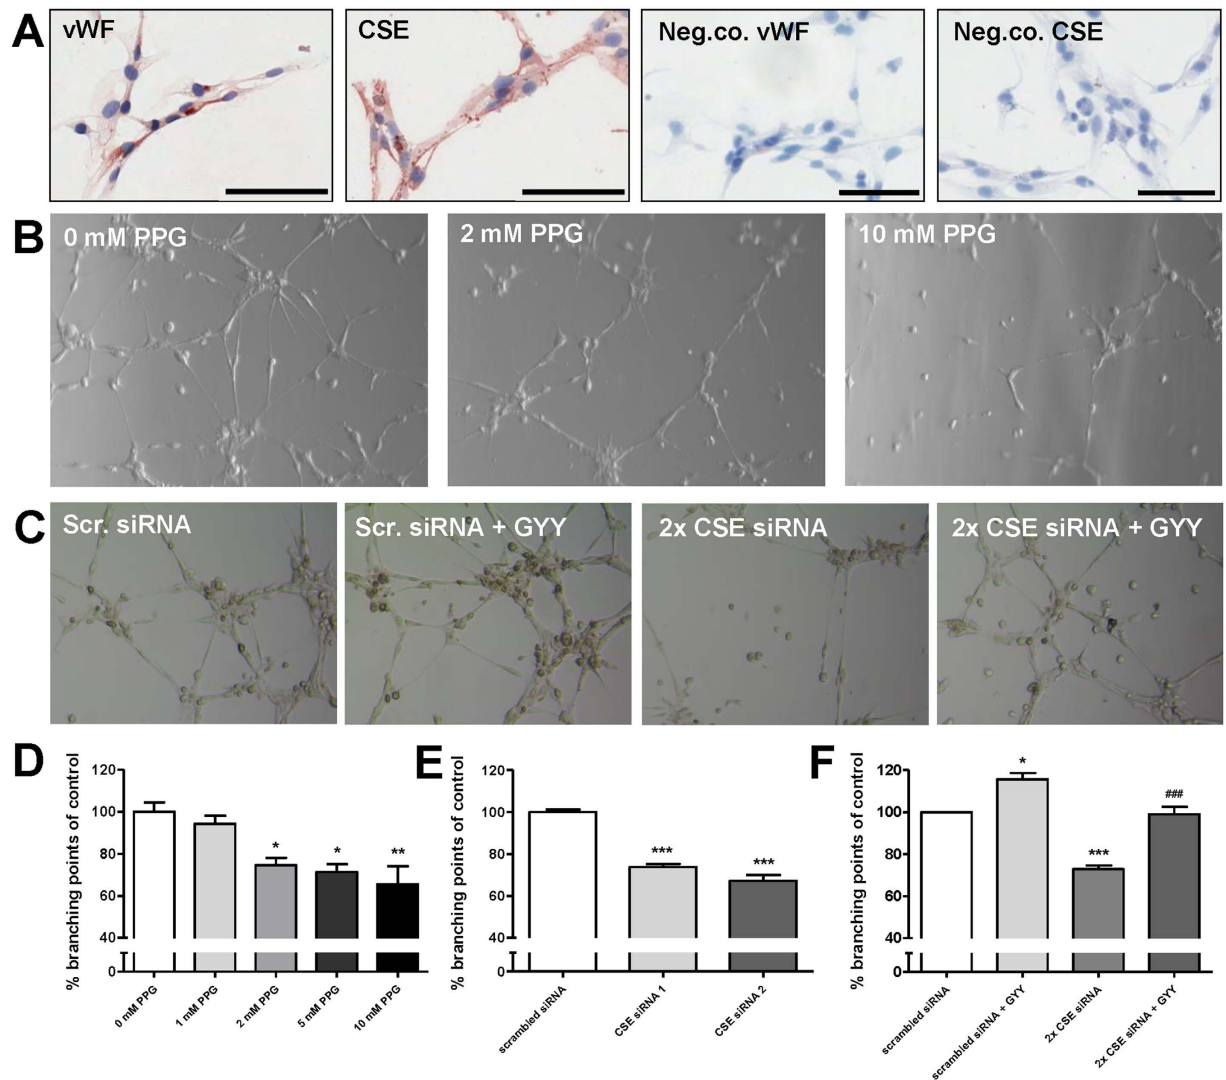 A
vWF
CSE
Neg.co. vWF
Neg.co. CSE
B
0 mM PPG
2 mM PPG
10 mM PPG
C
Scr. siRNA
Scr. siRNA + GYY
2x CSE siRNA
2x CSE siRNA + GYY
D
% branching points of control
120
100
80
60
40
0
*
*
**
0 mM PPG
1 mM PPG
2 mM PPG
5 mM PPG
10 mM PPG
E
% branching points of control
120
100
80
60
40
0
***
***
scrambled siRNA
CSE siRNA 1
CSE siRNA 2
F
% branching points of control
120
100
80
60
40
0
*
***
###
scrambled siRNA
scrambled siRNA + GYY
2x CSE siRNA
2x CSE siRNA + GYY